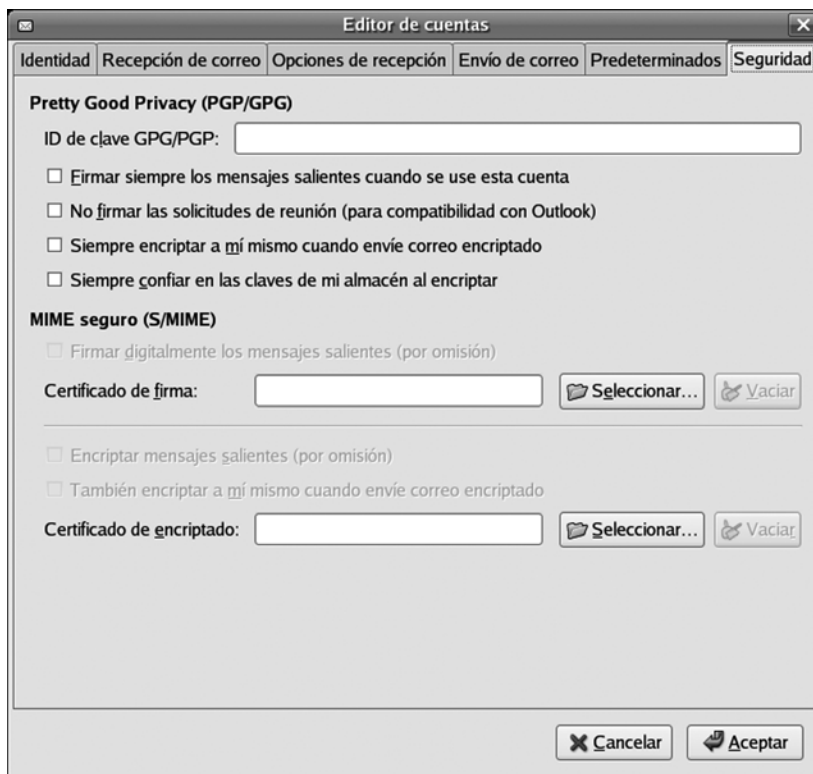 Editor de cuentas
Identidad Recepción de correo Opciones de recepción Envío de correo Predeterminados Seguridad
Pretty Good Privacy (PGP/GPG)
ID de clave GPG/PGP:
Firmar siempre los mensajes salientes cuando se use esta cuenta
No firmar las solicitudes de reunión (para compatibilidad con Outlook)
Siempre encriptar a mí mismo cuando envíe correo encriptado
Siempre confiar en las claves de mi almacén al encriptar
MIME seguro (S/MIME)
Firmar digitalmente los mensajes salientes (por omisión)
Certificado de firma: Seleccionar... Vaciar
Encriptar mensajes salientes (por omisión)
También encriptar a mí mismo cuando envíe correo encriptado
Certificado de encriptado: Seleccionar... Vaciar
Cancelar Aceptar